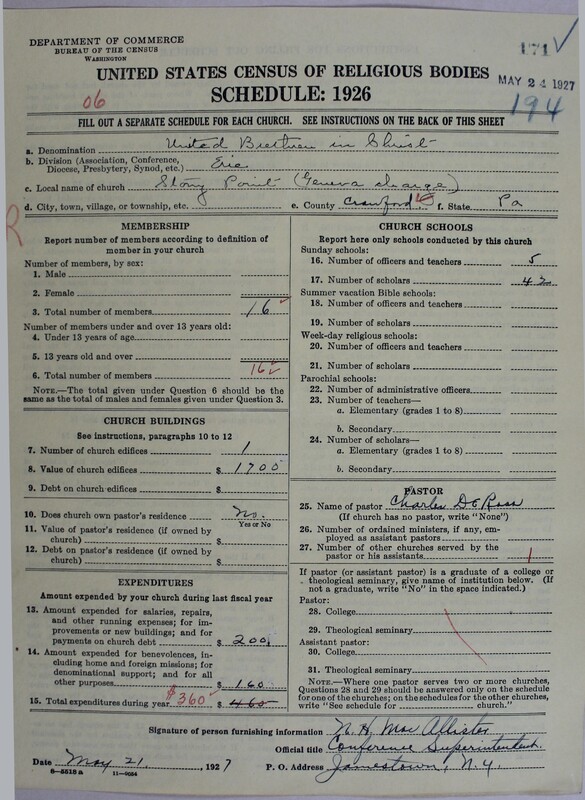 DEPARTMENT OF COMMERCE
BUREAU OF THE CENSUS
WASHINGTON
171
UNITED STATES CENSUS OF RELIGIOUS BODIES
MAY 24 1927
06
SCHEDULE: 1926
194
FILL OUT A SEPARATE SCHEDULE FOR EACH CHURCH. SEE INSTRUCTIONS ON THE BACK OF THIS SHEET
a. Denomination United Brethren in Christ
b. Division (Association, Conference, Diocese, Presbytery, Synod, etc.) Erie
c. Local name of church Stony Point (Geneva charge)
d. City, town, village, or township, etc. e. County Crawford f. State Pa
R
MEMBERSHIP
Report number of members according to definition of
member in your church
Number of members, by sex:
1. Male
2. Female
3. Total number of members 16
Number of members under and over 13 years old:
4. Under 13 years of age
5. 13 years old and over
6. Total number of members 16
NOTE.—The total given under Question 6 should be the
same as the total of males and females given under Question 3.
CHURCH BUILDINGS
See instructions, paragraphs 10 to 12
7. Number of church edifices 1
8. Value of church edifices $ 1700
9. Debt on church edifices $
10. Does church own pastor's residence No.
Yes or No
11. Value of pastor's residence (if owned by
church) $
12. Debt on pastor's residence (if owned by
church) $
EXPENDITURES
Amount expended by your church during last fiscal year
13. Amount expended for salaries, repairs,
and other running expenses; for im-
provements or new buildings; and for
payments on church debt $ 200
14. Amount expended for benevolences, in-
cluding home and foreign missions; for
denominational support; and for all
other purposes $ 160
15. Total expenditures during year $360 $ 460
CHURCH SCHOOLS
Report here only schools conducted by this church
Sunday schools:
16. Number of officers and teachers 5
17. Number of scholars 42
Summer vacation Bible schools:
18. Number of officers and teachers
19. Number of scholars
Week-day religious schools:
20. Number of officers and teachers
21. Number of scholars
Parochial schools:
22. Number of administrative officers
23. Number of teachers—
a. Elementary (grades 1 to 8)
b. Secondary
24. Number of scholars—
a. Elementary (grades 1 to 8)
b. Secondary
PASTOR
25. Name of pastor Charles De Ross
(If church has no pastor, write "None")
26. Number of ordained ministers, if any, em-
ployed as assistant pastors
27. Number of other churches served by the
pastor or his assistants 1
If pastor (or assistant pastor) is a graduate of a college or
theological seminary, give name of institution below. (If
not a graduate, write "No" in the space indicated.)
Pastor:
28. College
29. Theological seminary
Assistant pastor:
30. College
31. Theological seminary
NOTE.—Where one pastor serves two or more churches,
Questions 28 and 29 should be answered only on the schedule
for one of the churches; on the schedules for the other churches,
write "See schedule for church."
Signature of person furnishing information N. H. Mac Allister
Official title Conference Superintendent.
Date May 21, 1927 P. O. Address Jamestown, N. Y.
8—5518 a 11—9034